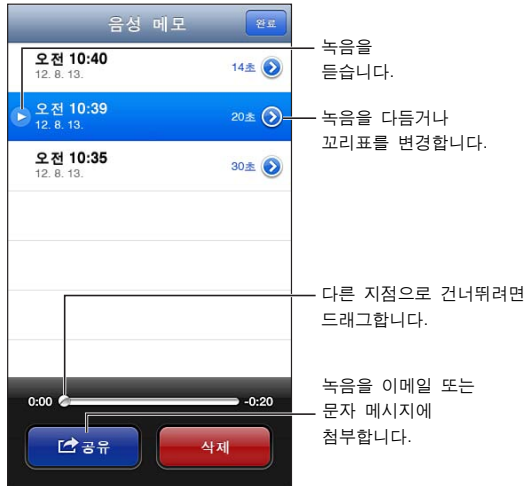 음성 메모
완료
오전 10:40
12. 8. 13.
14초
오전 10:39
12. 8. 13.
20초
오전 10:35
12. 8. 13.
30초
0:00
-0:20
공유
삭제
녹음을
듣습니다.
녹음을 다듬거나
꼬리표를 변경합니다.
다른 지점으로 건너뛰려면
드래그합니다.
녹음을 이메일 또는
문자 메시지에
첨부합니다.